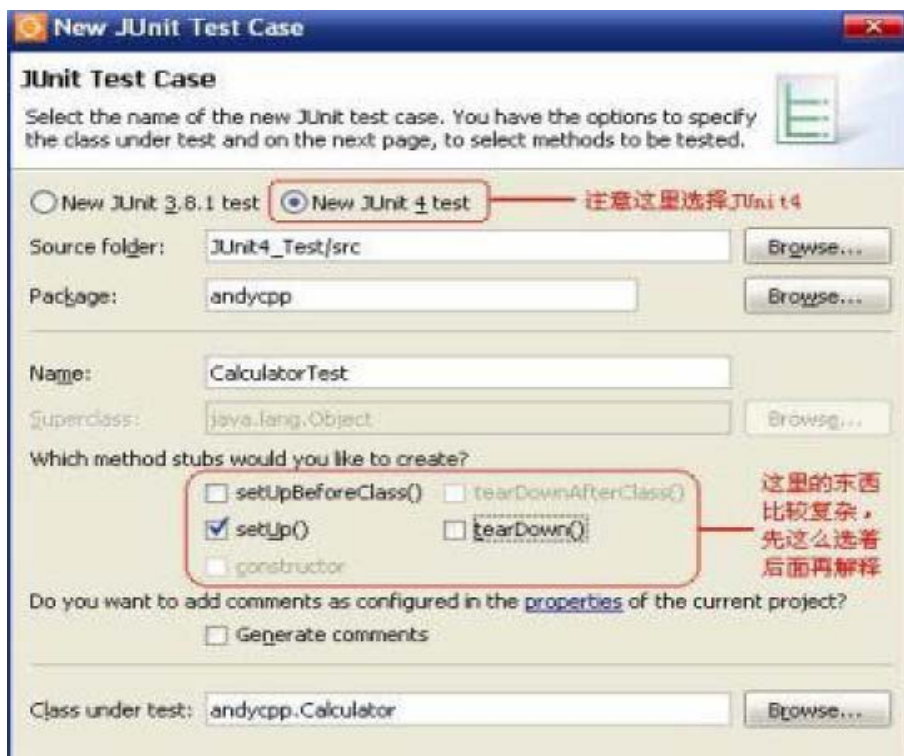 New JUnit Test Case
JUnit Test Case
Select the name of the new JUnit test case. You have the options to specify
the class under test and on the next page, to select methods to be tested.
New JUnit 3.8.1 test
New JUnit 4 test
注意这里选择JUnit4
Source folder:
JUnit4_Test/src
Browse...
Package:
andycpp
Browse...
Name:
CalculatorTest
Superclass:
java.lang.Object
Browse...
Which method stubs would you like to create?
setUpBeforeClass()
tearDownAfterClass()
setUp()
tearDown()
constructor
这里的东西
比较复杂，
先这么选着
后面再解释
Do you want to add comments as configured in the properties of the current project?
Generate comments
Class under test:
andycpp.Calculator
Browse...